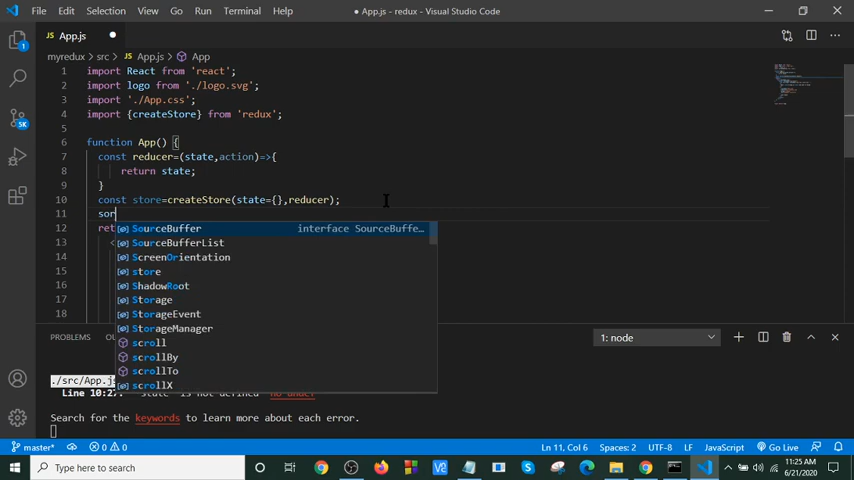 File Edit Selection View Go Run Terminal Help ● App.js - redux - Visual Studio Code
App.js ●
myredux > src > App.js > App
1 import React from 'react';
2 import logo from './logo.svg';
3 import './App.css';
4 import {createStore} from 'redux';
5
6 function App() {
7 const reducer=(state,action)=>{
8 return state;
9 }
10 const store=createStore(state={},reducer);
11 sor
12 ret
13 <
14
15
16
17
18
SourceBuffer interface SourceBuffe…
SourceBufferList
ScreenOrientation
store
ShadowRoot
Storage
StorageEvent
StorageManager
scroll
scrollBy
scrollTo
scrollX
PROBLEMS OU 1: node
./src/App.js
Line 10:27: 'state' is not defined no-undef
Search for the keywords to learn more about each error.
master* 0 0 Ln 11, Col 6 Spaces: 2 UTF-8 LF JavaScript Go Live
Type here to search
11:25 AM
6/21/2020